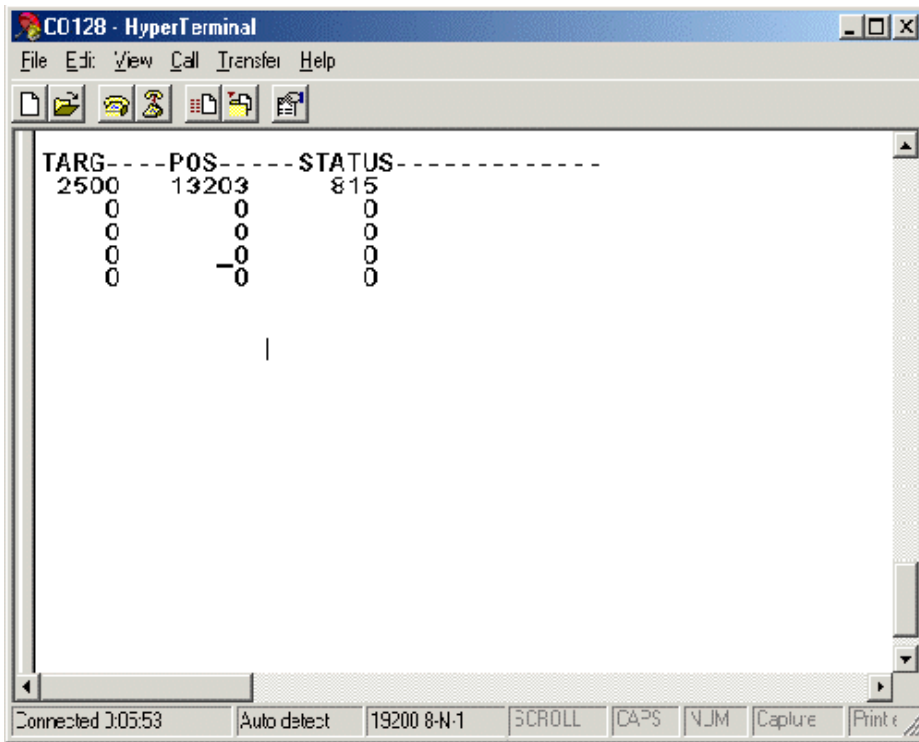 C0128 - HyperTerminal
File Edit View Call Transfer Help
TARG----POS-----STATUS-------------
2500 13203 815
0 0 0
0 0 0
0 _0 0
0 0 0
Connected 0:05:53 Auto detect 19200 8-N-1 SCROLL CAPS NUM Capture Print e